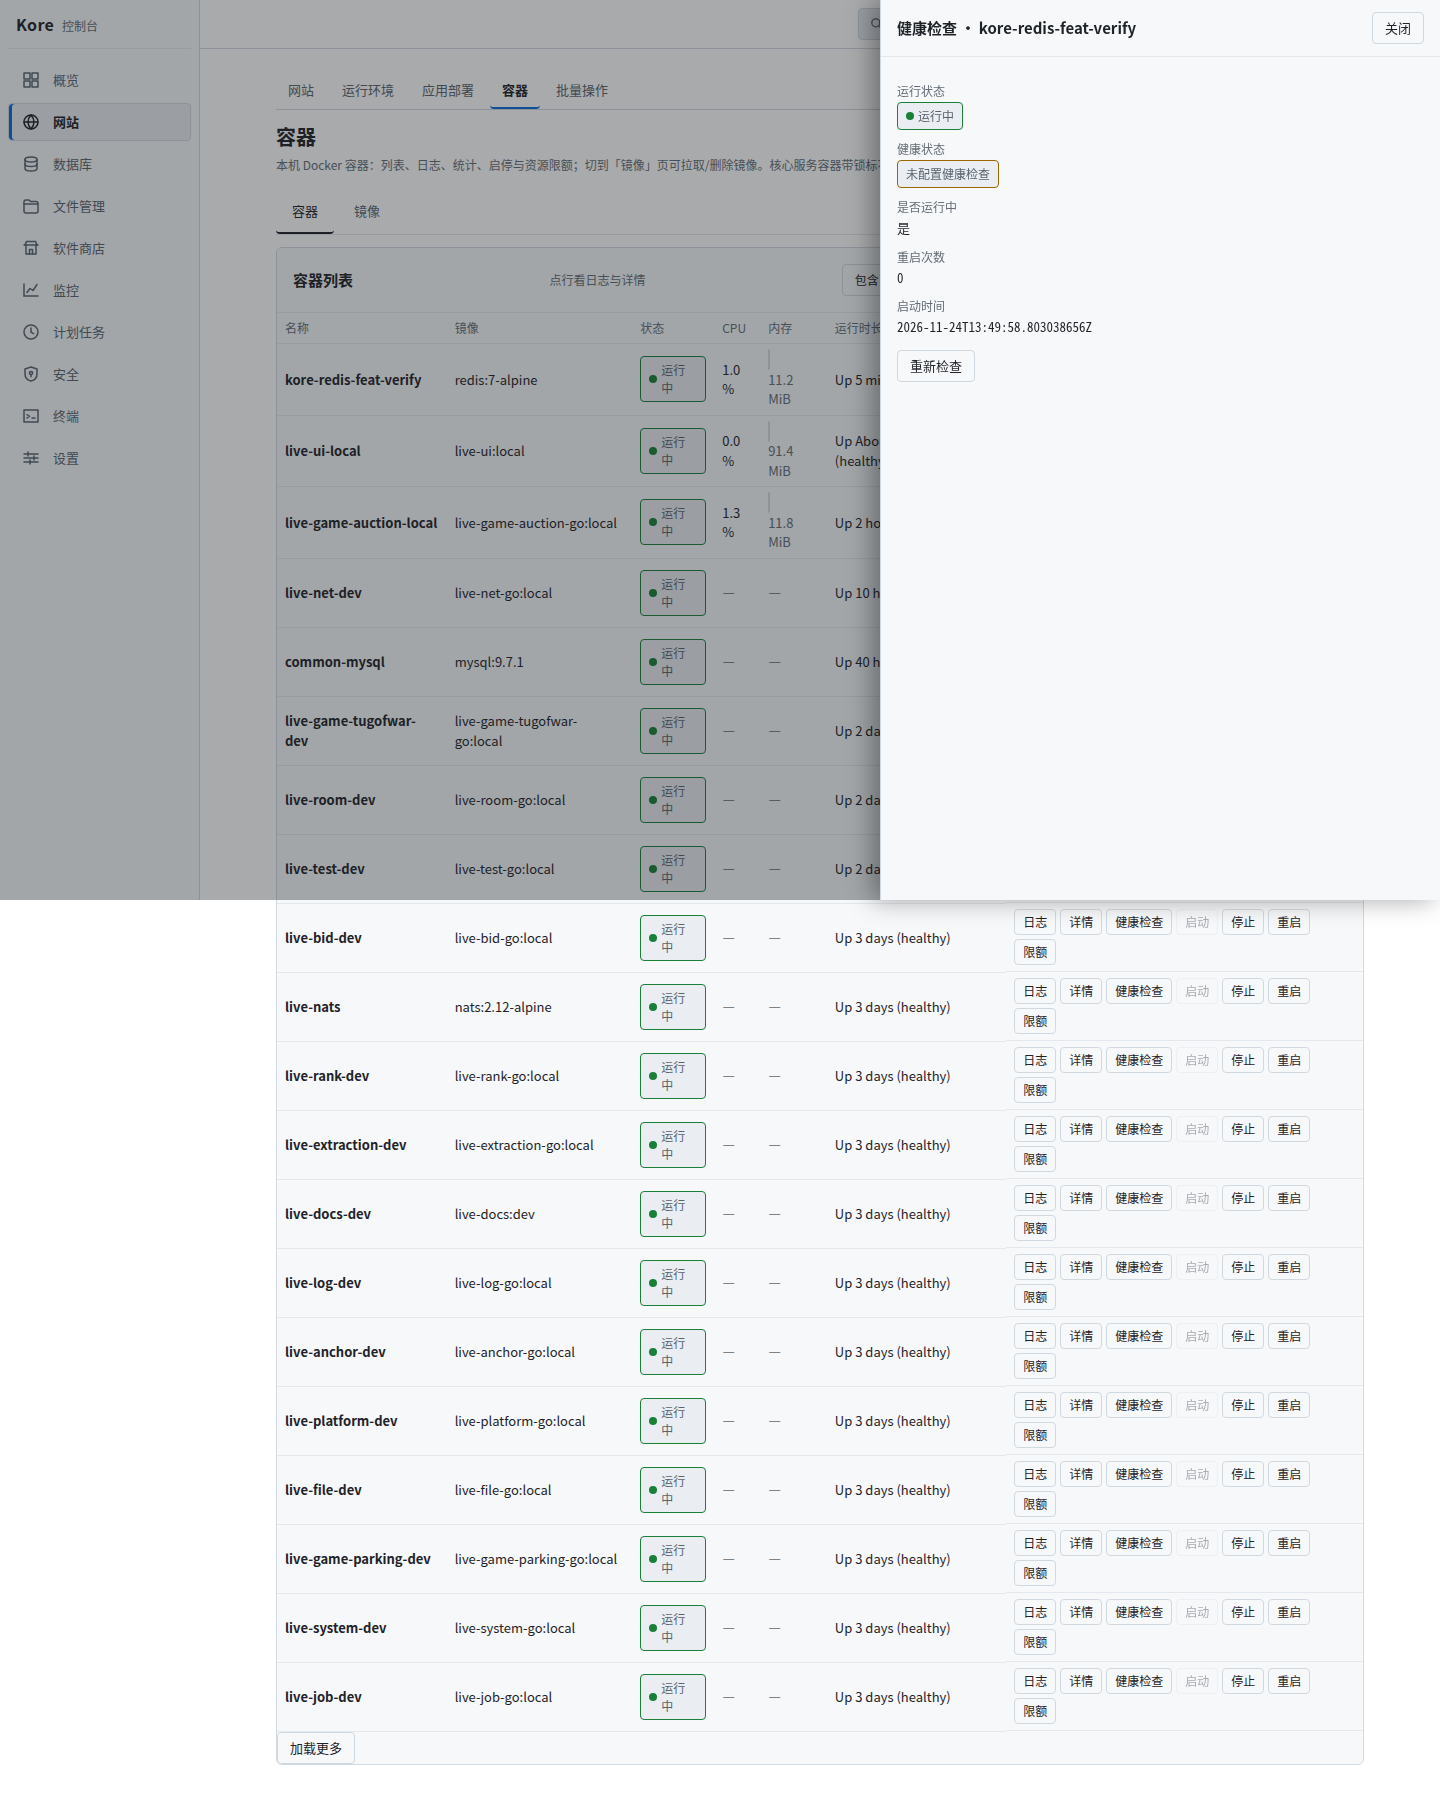 Kore 控制台
概览
网站
数据库
文件管理
软件商店
监控
计划任务
安全
终端
设置
网站 运行环境 应用部署 容器 批量操作
容器
本机 Docker 容器：列表、日志、统计、启停与资源限额；切到「镜像」页可拉取/删除镜像。核心服务容器带锁标
容器 镜像
容器列表 点行看日志与详情 包含
名称 镜像 状态 CPU 内存 运行时长
kore-redis-feat-verify redis:7-alpine 运行中 1.0 % 11.2 MiB Up 5 mi
live-ui-local live-ui:local 运行中 0.0 % 91.4 MiB Up Abo (healthy
live-game-auction-local live-game-auction-go:local 运行中 1.3 % 11.8 MiB Up 2 ho
live-net-dev live-net-go:local 运行中 — — Up 10 h
common-mysql mysql:9.7.1 运行中 — — Up 40 h
live-game-tugofwar-dev live-game-tugofwar-go:local 运行中 — — Up 2 da
live-room-dev live-room-go:local 运行中 — — Up 2 da
live-test-dev live-test-go:local 运行中 — — Up 2 da
live-bid-dev live-bid-go:local 运行中 — — Up 3 days (healthy) 日志 详情 健康检查 启动 停止 重启 限额
live-nats nats:2.12-alpine 运行中 — — Up 3 days (healthy) 日志 详情 健康检查 启动 停止 重启 限额
live-rank-dev live-rank-go:local 运行中 — — Up 3 days (healthy) 日志 详情 健康检查 启动 停止 重启 限额
live-extraction-dev live-extraction-go:local 运行中 — — Up 3 days (healthy) 日志 详情 健康检查 启动 停止 重启 限额
live-docs-dev live-docs:dev 运行中 — — Up 3 days (healthy) 日志 详情 健康检查 启动 停止 重启 限额
live-log-dev live-log-go:local 运行中 — — Up 3 days (healthy) 日志 详情 健康检查 启动 停止 重启 限额
live-anchor-dev live-anchor-go:local 运行中 — — Up 3 days (healthy) 日志 详情 健康检查 启动 停止 重启 限额
live-platform-dev live-platform-go:local 运行中 — — Up 3 days (healthy) 日志 详情 健康检查 启动 停止 重启 限额
live-file-dev live-file-go:local 运行中 — — Up 3 days (healthy) 日志 详情 健康检查 启动 停止 重启 限额
live-game-parking-dev live-game-parking-go:local 运行中 — — Up 3 days (healthy) 日志 详情 健康检查 启动 停止 重启 限额
live-system-dev live-system-go:local 运行中 — — Up 3 days (healthy) 日志 详情 健康检查 启动 停止 重启 限额
live-job-dev live-job-go:local 运行中 — — Up 3 days (healthy) 日志 详情 健康检查 启动 停止 重启 限额
加载更多
健康检查 · kore-redis-feat-verify 关闭
运行状态
运行中
健康状态
未配置健康检查
是否运行中
是
重启次数
0
启动时间
2026-11-24T13:49:58.803038656Z
重新检查